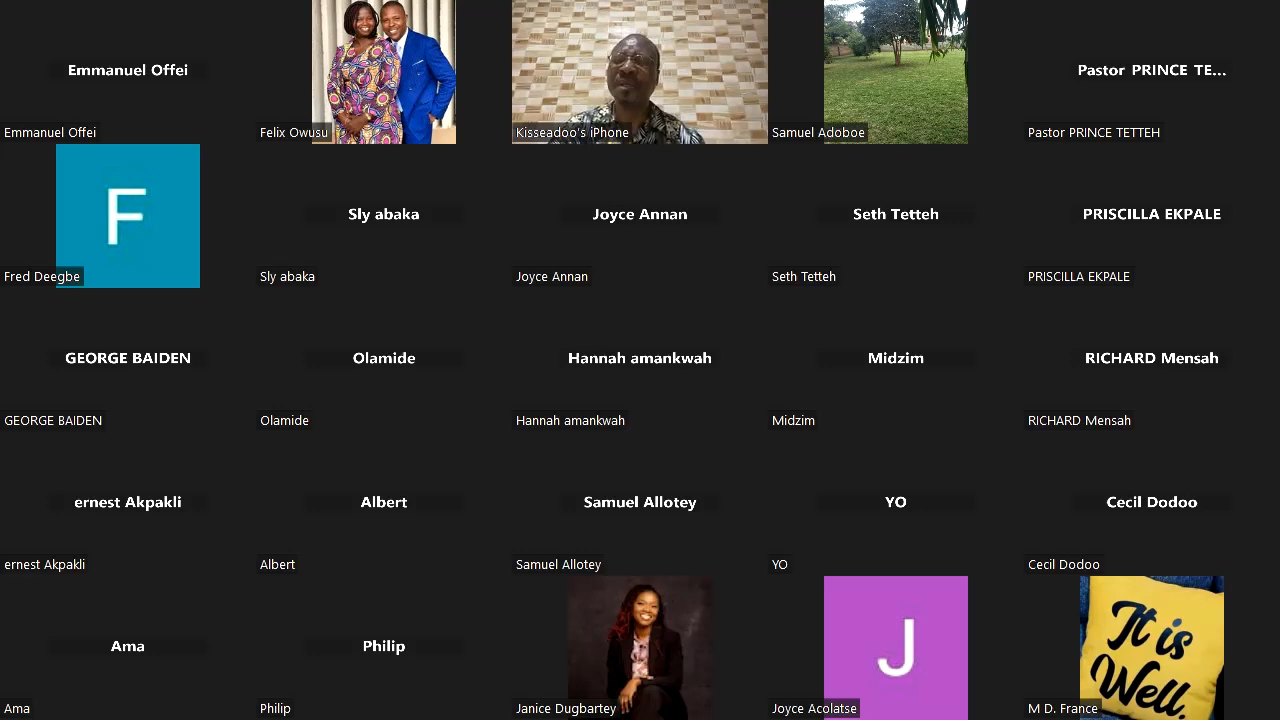 Emmanuel Offei
Pastor PRINCE TE...
Emmanuel Offei
Felix Owusu
Kisseadoo's iPhone
Samuel Adoboe
Pastor PRINCE TETTEH
F
Sly abaka
Joyce Annan
Seth Tetteh
PRISCILLA EKPALE
Fred Deegbe
Sly abaka
Joyce Annan
Seth Tetteh
PRISCILLA EKPALE
GEORGE BAIDEN
Olamide
Hannah amankwah
Midzim
RICHARD Mensah
GEORGE BAIDEN
Olamide
Hannah amankwah
Midzim
RICHARD Mensah
ernest Akpakli
Albert
Samuel Allotey
YO
Cecil Dodoo
ernest Akpakli
Albert
Samuel Allotey
YO
Cecil Dodoo
Ama
Philip
J
It is
Well.
Ama
Philip
Janice Dugbartey
Joyce Acolatse
M D. France